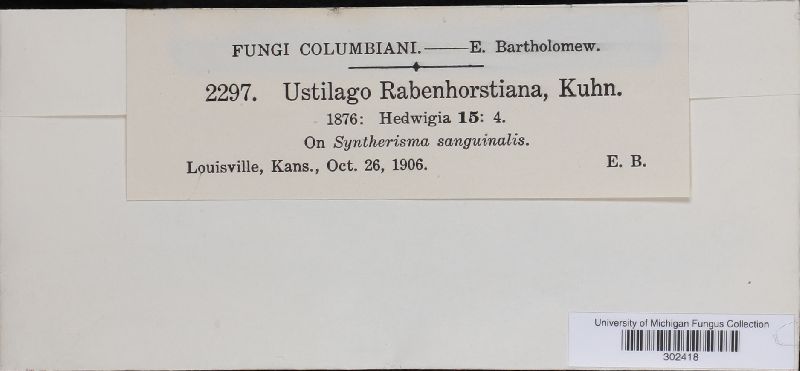 FUNGI COLUMBIANI.——E. Bartholomew.
2297. Ustilago Rabenhorstiana, Kuhn.
1876: Hedwigia 15: 4.
On Syntherisma sanguinalis.
Louisville, Kans., Oct. 26, 1906. E. B.
University of Michigan Fungus Collection
302418